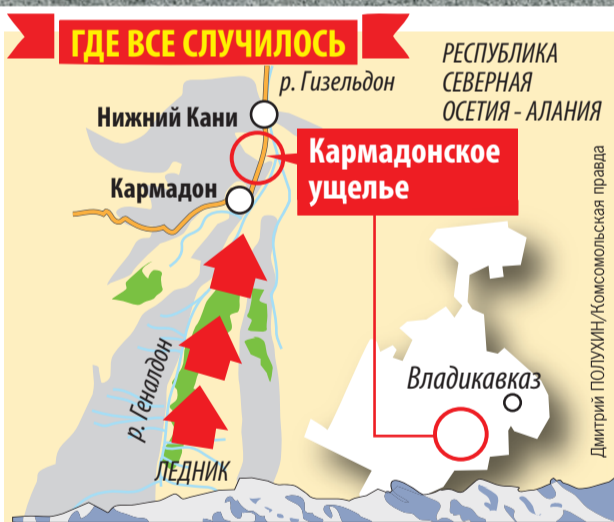 ГДЕ ВСЕ СЛУЧИЛОСЬ
р. Гизельдон
РЕСПУБЛИКА
СЕВЕРНАЯ
ОСЕТИЯ - АЛАНИЯ
Нижний Кани
Кармадонское
ущелье
Кармадон
р. Геналдон
ЛЕДНИК
Владикавказ
Дмитрий ПОЛУХИН/Комсомольская правда